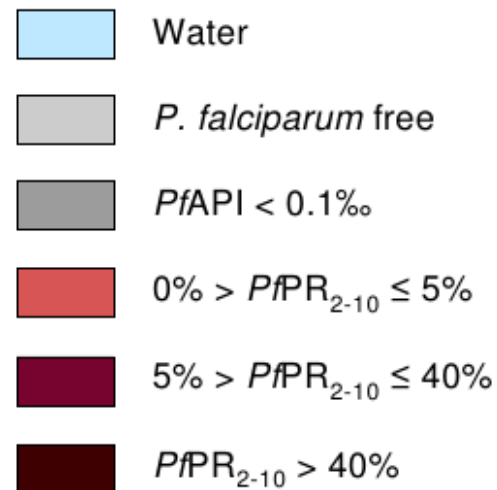 Water
P. falciparum free
PfAPI < 0.1‰
0% > PfPR2-10 ≤ 5%
5% > PfPR2-10 ≤ 40%
PfPR2-10 > 40%